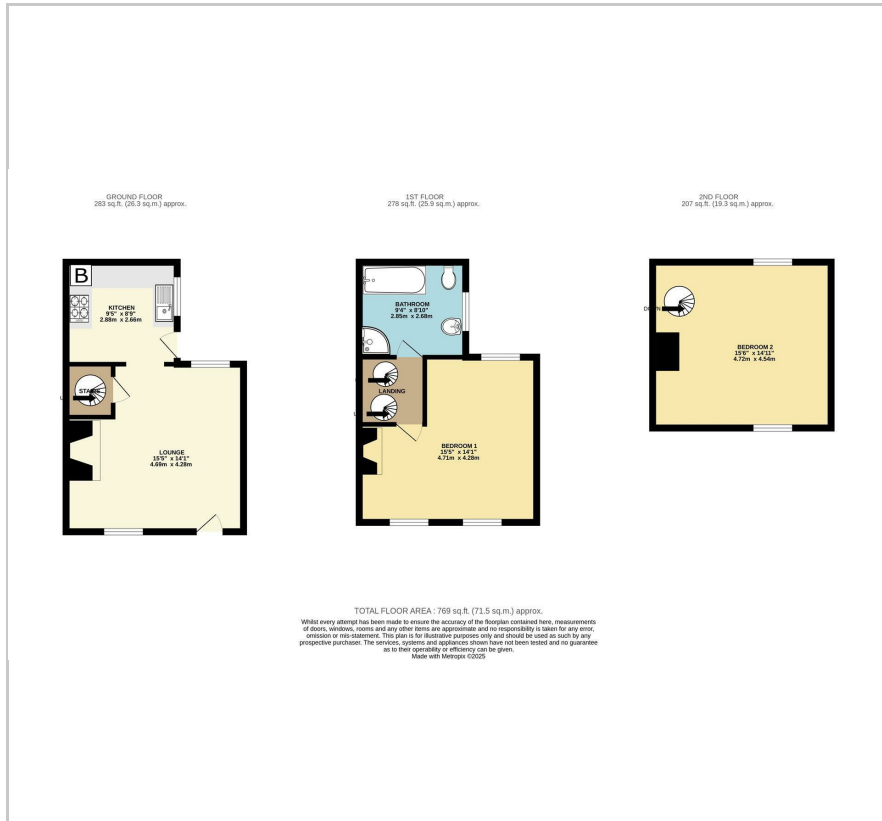 GROUND FLOOR
283 sq.ft. (26.3 sq.m.) approx.
1ST FLOOR
278 sq.ft. (25.9 sq.m.) approx.
2ND FLOOR
207 sq.ft. (19.3 sq.m.) approx.
B
KITCHEN
9'5" x 8'9"
2.88m x 2.66m
STAIRS
LOUNGE
15'5" x 14'1"
4.69m x 4.28m
BATHROOM
9'4" x 8'10"
2.85m x 2.68m
LANDING
BEDROOM 1
15'5" x 14'1"
4.71m x 4.28m
DOWN
BEDROOM 2
15'6" x 14'11"
4.72m x 4.54m
TOTAL FLOOR AREA : 769 sq.ft. (71.5 sq.m.) approx.
Whilst every attempt has been made to ensure the accuracy of the floorplan contained here, measurements
of doors, windows, rooms and any other items are approximate and no responsibility is taken for any error,
omission or mis-statement. This plan is for illustrative purposes only and should be used as such by any
prospective purchaser. The services, systems and appliances shown have not been tested and no guarantee
as to their operability or efficiency can be given.
Made with Metropix ©2025